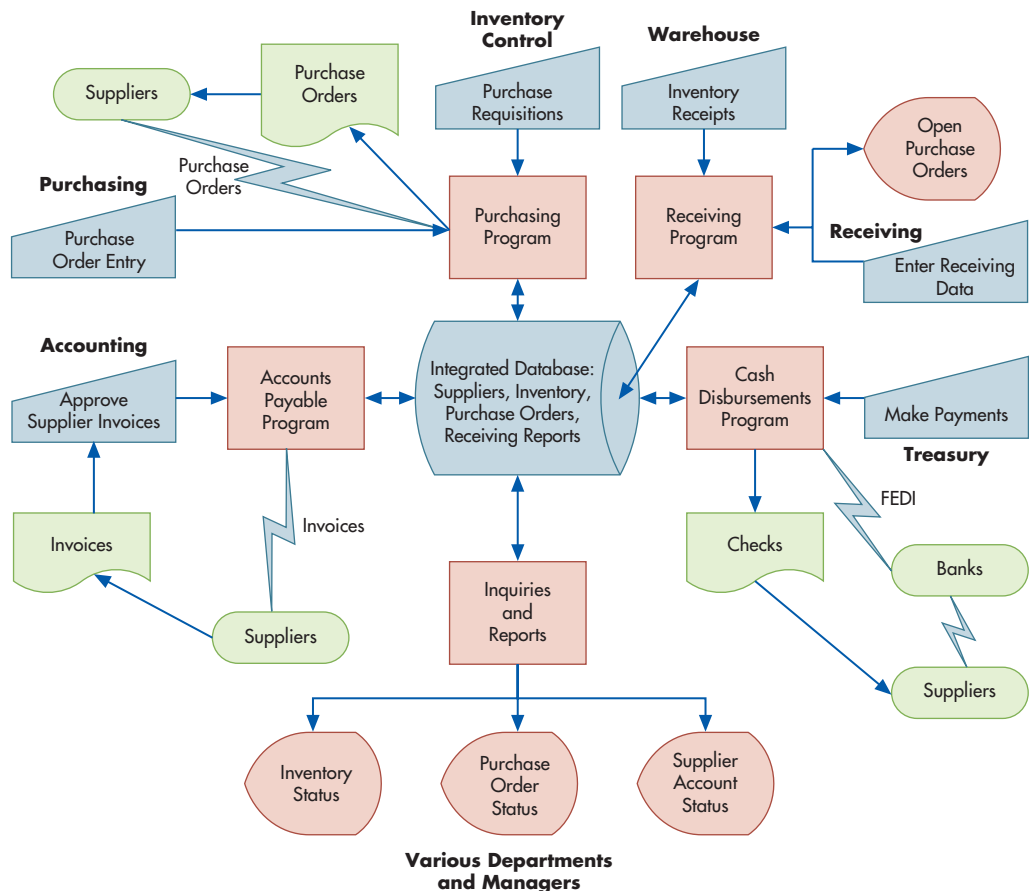 Inventory
Control
Warehouse
Suppliers
Purchase
Orders
Purchase
Requisitions
Inventory
Receipts
Open
Purchase
Orders
Purchase
Orders
Purchasing
Purchase
Order Entry
Purchasing
Program
Receiving
Program
Receiving
Enter Receiving
Data
Accounting
Approve
Supplier Invoices
Accounts
Payable
Program
Integrated Database:
Suppliers, Inventory,
Purchase Orders,
Receiving Reports
Cash
Disbursements
Program
Make Payments
Treasury
FEDI
Invoices
Invoices
Checks
Banks
Suppliers
Inquiries
and
Reports
Suppliers
Inventory
Status
Purchase
Order
Status
Supplier
Account
Status
Various Departments
and Managers